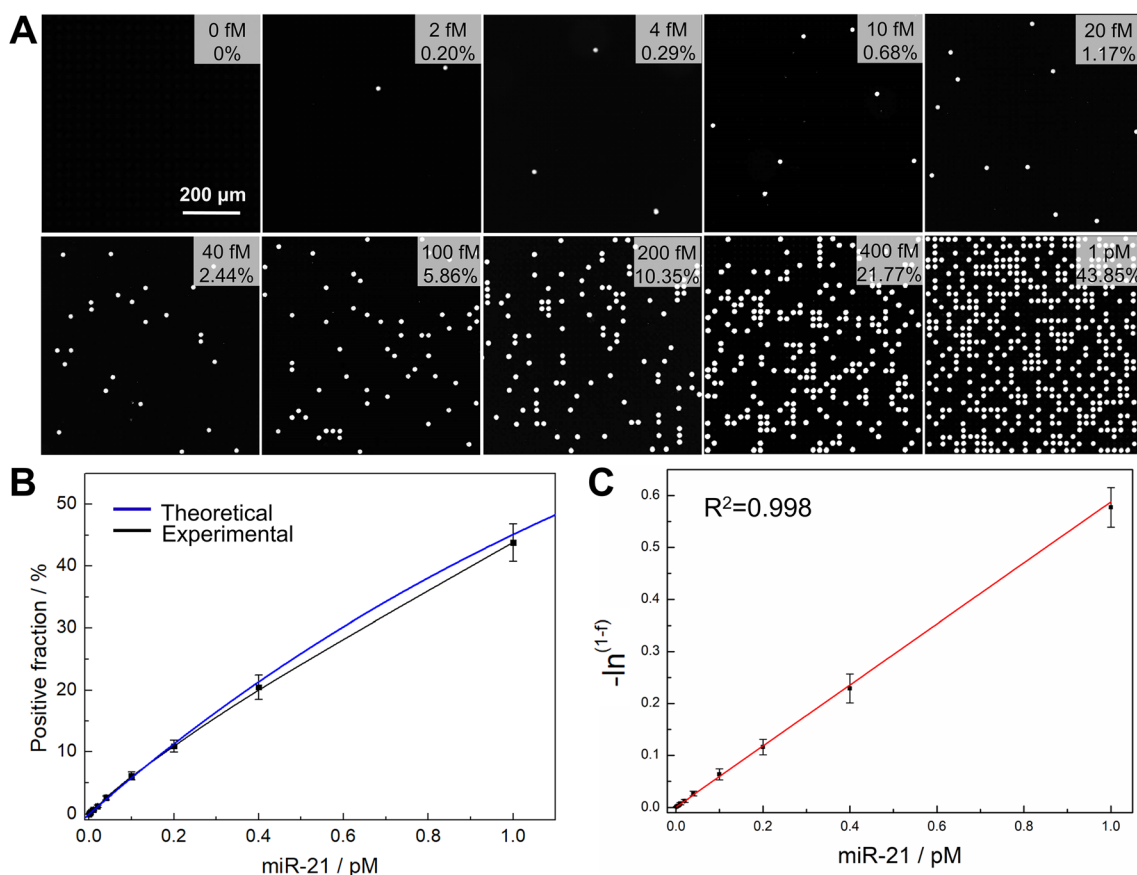 A
0 fM
0%
2 fM
0.20%
4 fM
0.29%
10 fM
0.68%
20 fM
1.17%
200 µm
40 fM
2.44%
100 fM
5.86%
200 fM
10.35%
400 fM
21.77%
1 pM
43.85%
B
Theoretical
Experimental
50
40
30
20
10
0
Positive fraction / %
0.0
0.2
0.4
0.6
0.8
1.0
miR-21 / pM
C
R²=0.998
0.6
0.5
0.4
0.3
0.2
0.1
0.0
-ln(1-f)
0.0
0.2
0.4
0.6
0.8
1.0
miR-21 / pM